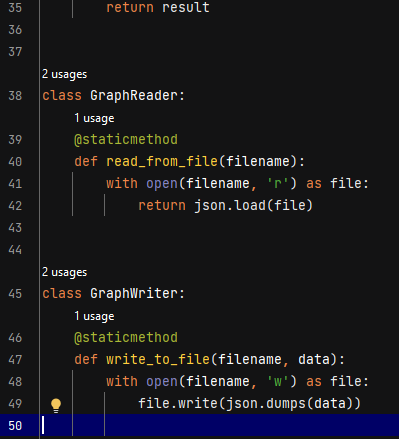 35 return result
36
37
2 usages
38 class GraphReader:
1 usage
39 @staticmethod
40 def read_from_file(filename):
41 with open(filename, 'r') as file:
42 return json.load(file)
43
44
2 usages
45 class GraphWriter:
1 usage
46 @staticmethod
47 def write_to_file(filename, data):
48 with open(filename, 'w') as file:
49 file.write(json.dumps(data))
50